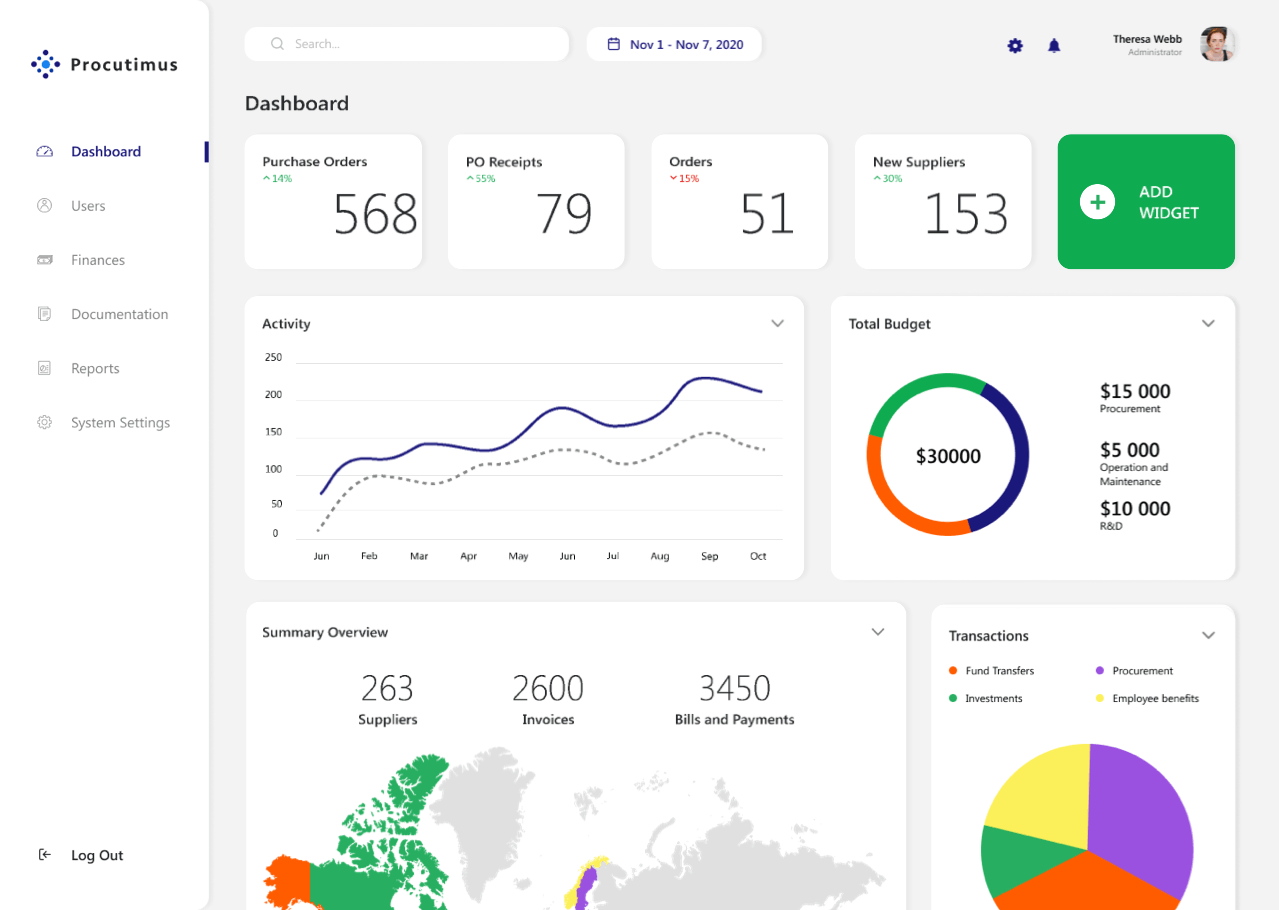 Procutimus
Dashboard
Users
Finances
Documentation
Reports
System Settings
Log Out
Search...
Nov 1 - Nov 7, 2020
Theresa Webb
Administrator
Dashboard
Purchase Orders
14%
568
PO Receipts
55%
79
Orders
15%
51
New Suppliers
30%
153
ADD
WIDGET
Activity
250
200
150
100
50
0
Jun Feb Mar Apr May Jun Jul Aug Sep Oct
Total Budget
$30000
$15 000
Procurement
$5 000
Operation and
Maintenance
$10 000
R&D
Summary Overview
263
Suppliers
2600
Invoices
3450
Bills and Payments
Transactions
Fund Transfers
Procurement
Investments
Employee benefits